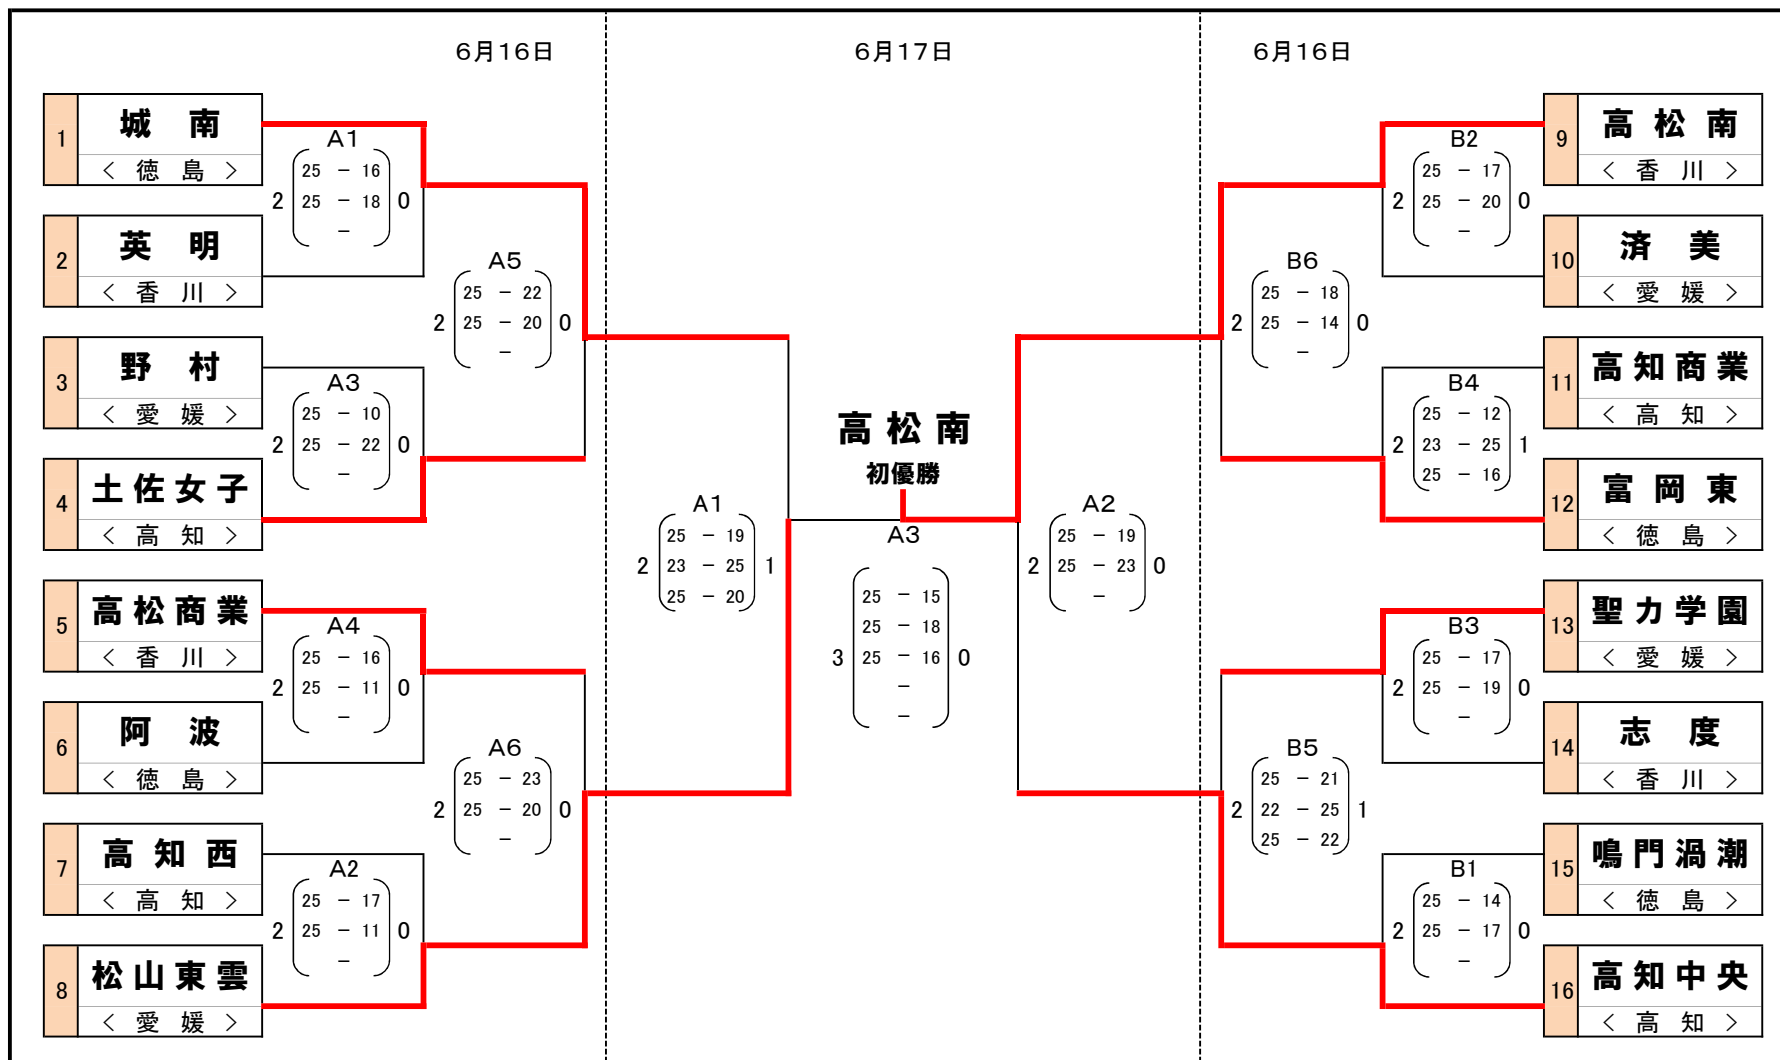 6月16日
6月17日
6月16日
1
城南
＜徳島＞
2
英明
＜香川＞
3
野村
＜愛媛＞
4
土佐女子
＜高知＞
5
高松商業
＜香川＞
6
阿波
＜徳島＞
7
高知西
＜高知＞
8
松山東雲
＜愛媛＞
A1
25 － 16
2 25 － 18 0
－
A3
25 － 10
2 25 － 22 0
－
A4
25 － 16
2 25 － 11 0
－
A2
25 － 17
2 25 － 11 0
－
A5
25 － 22
2 25 － 20 0
－
A6
25 － 23
2 25 － 20 0
－
A1
25 － 19
2 23 － 25 1
25 － 20
高松南
初優勝
A3
25 － 15
25 － 18
3 25 － 16 0
－
－
A2
25 － 19
2 25 － 23 0
－
B6
25 － 18
2 25 － 14 0
－
B5
25 － 21
2 22 － 25 1
25 － 22
B2
25 － 17
2 25 － 20 0
－
B4
25 － 12
2 23 － 25 1
25 － 16
B3
25 － 17
2 25 － 19 0
－
B1
25 － 14
2 25 － 17 0
－
9
高松南
＜香川＞
10
済美
＜愛媛＞
11
高知商業
＜高知＞
12
富岡東
＜徳島＞
13
聖力学園
＜愛媛＞
14
志度
＜香川＞
15
鳴門渦潮
＜徳島＞
16
高知中央
＜高知＞